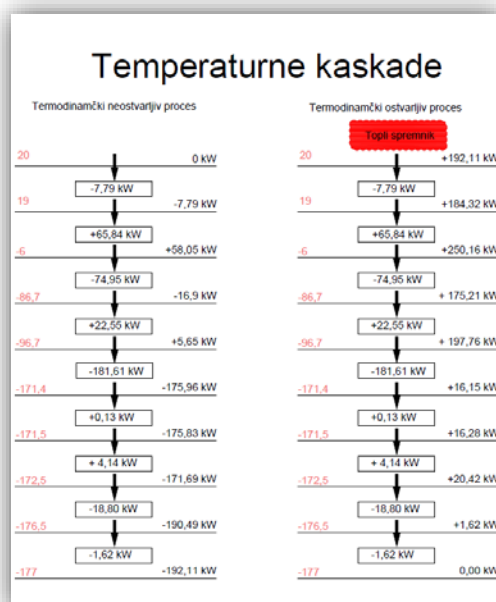 Temperaturne kaskade
Termodinamčki neostvarljiv proces
20
0 kW
-7,79 kW
19
-7,79 kW
+65,84 kW
-6
+58,05 kW
-74,95 kW
-86,7
-16,9 kW
+22,55 kW
-96,7
+5,65 kW
-181,61 kW
-171,4
-175,96 kW
+0,13 kW
-171,5
-175,83 kW
+ 4,14 kW
-172,5
-171,69 kW
-18,80 kW
-176,5
-190,49 kW
-1,62 kW
-177
-192,11 kW
Termodinamčki ostvarljiv proces
Topli spremnik
20
+192,11 kW
-7,79 kW
19
+184,32 kW
+65,84 kW
-6
+250,16 kW
-74,95 kW
-86,7
+ 175,21 kW
+22,55 kW
-96,7
+ 197,76 kW
-181,61 kW
-171,4
+16,15 kW
+0,13 kW
-171,5
+16,28 kW
+ 4,14 kW
-172,5
+20,42 kW
-18,80 kW
-176,5
+1,62 kW
-1,62 kW
-177
0,00 kW